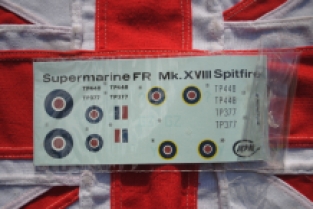 Supermarine FR Mk.XVIII Spitfire
TP448 TP448
TP377 TP377
TP448
TP448
TP377
TP377